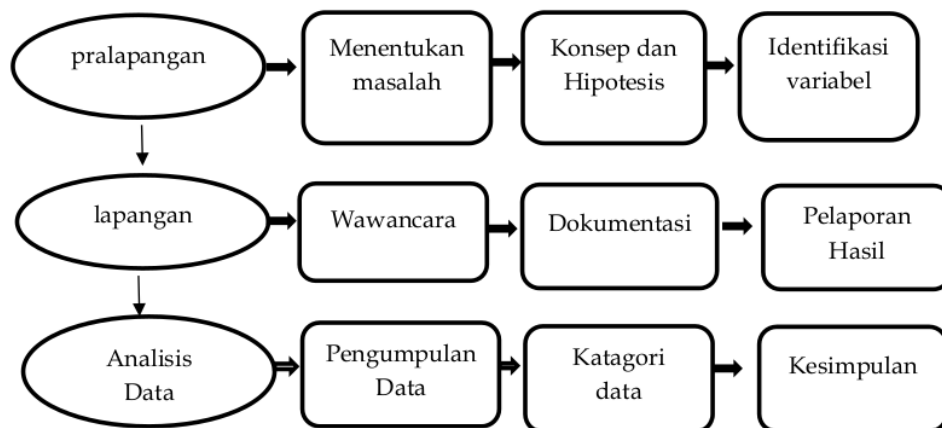 pralapangan
Menentukan
masalah
Konsep dan
Hipotesis
Identifikasi
variabel
lapangan
Wawancara
Dokumentasi
Pelaporan
Hasil
Analisis
Data
Pengumpulan
Data
Katagori
data
Kesimpulan